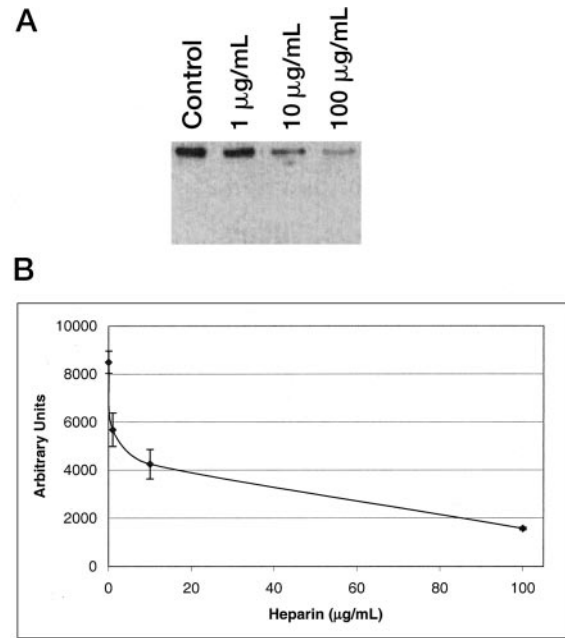 A
Control
1 µg/mL
10 µg/mL
100 µg/mL
B
10000
8000
6000
4000
2000
0
Arbitrary Units
0 20 40 60 80 100
Heparin (µg/mL)